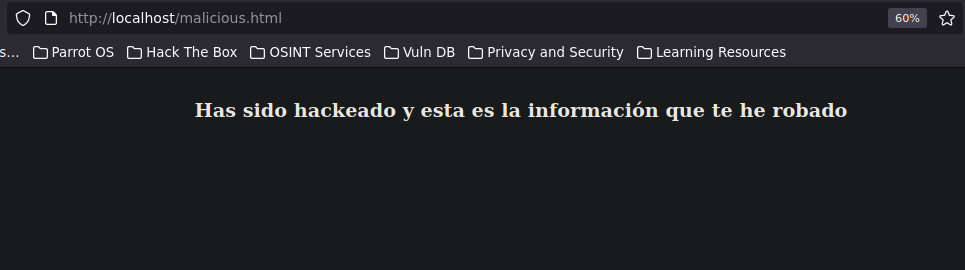 http://localhost/malicious.html 60%
s... Parrot OS Hack The Box OSINT Services Vuln DB Privacy and Security Learning Resources
Has sido hackeado y esta es la información que te he robado